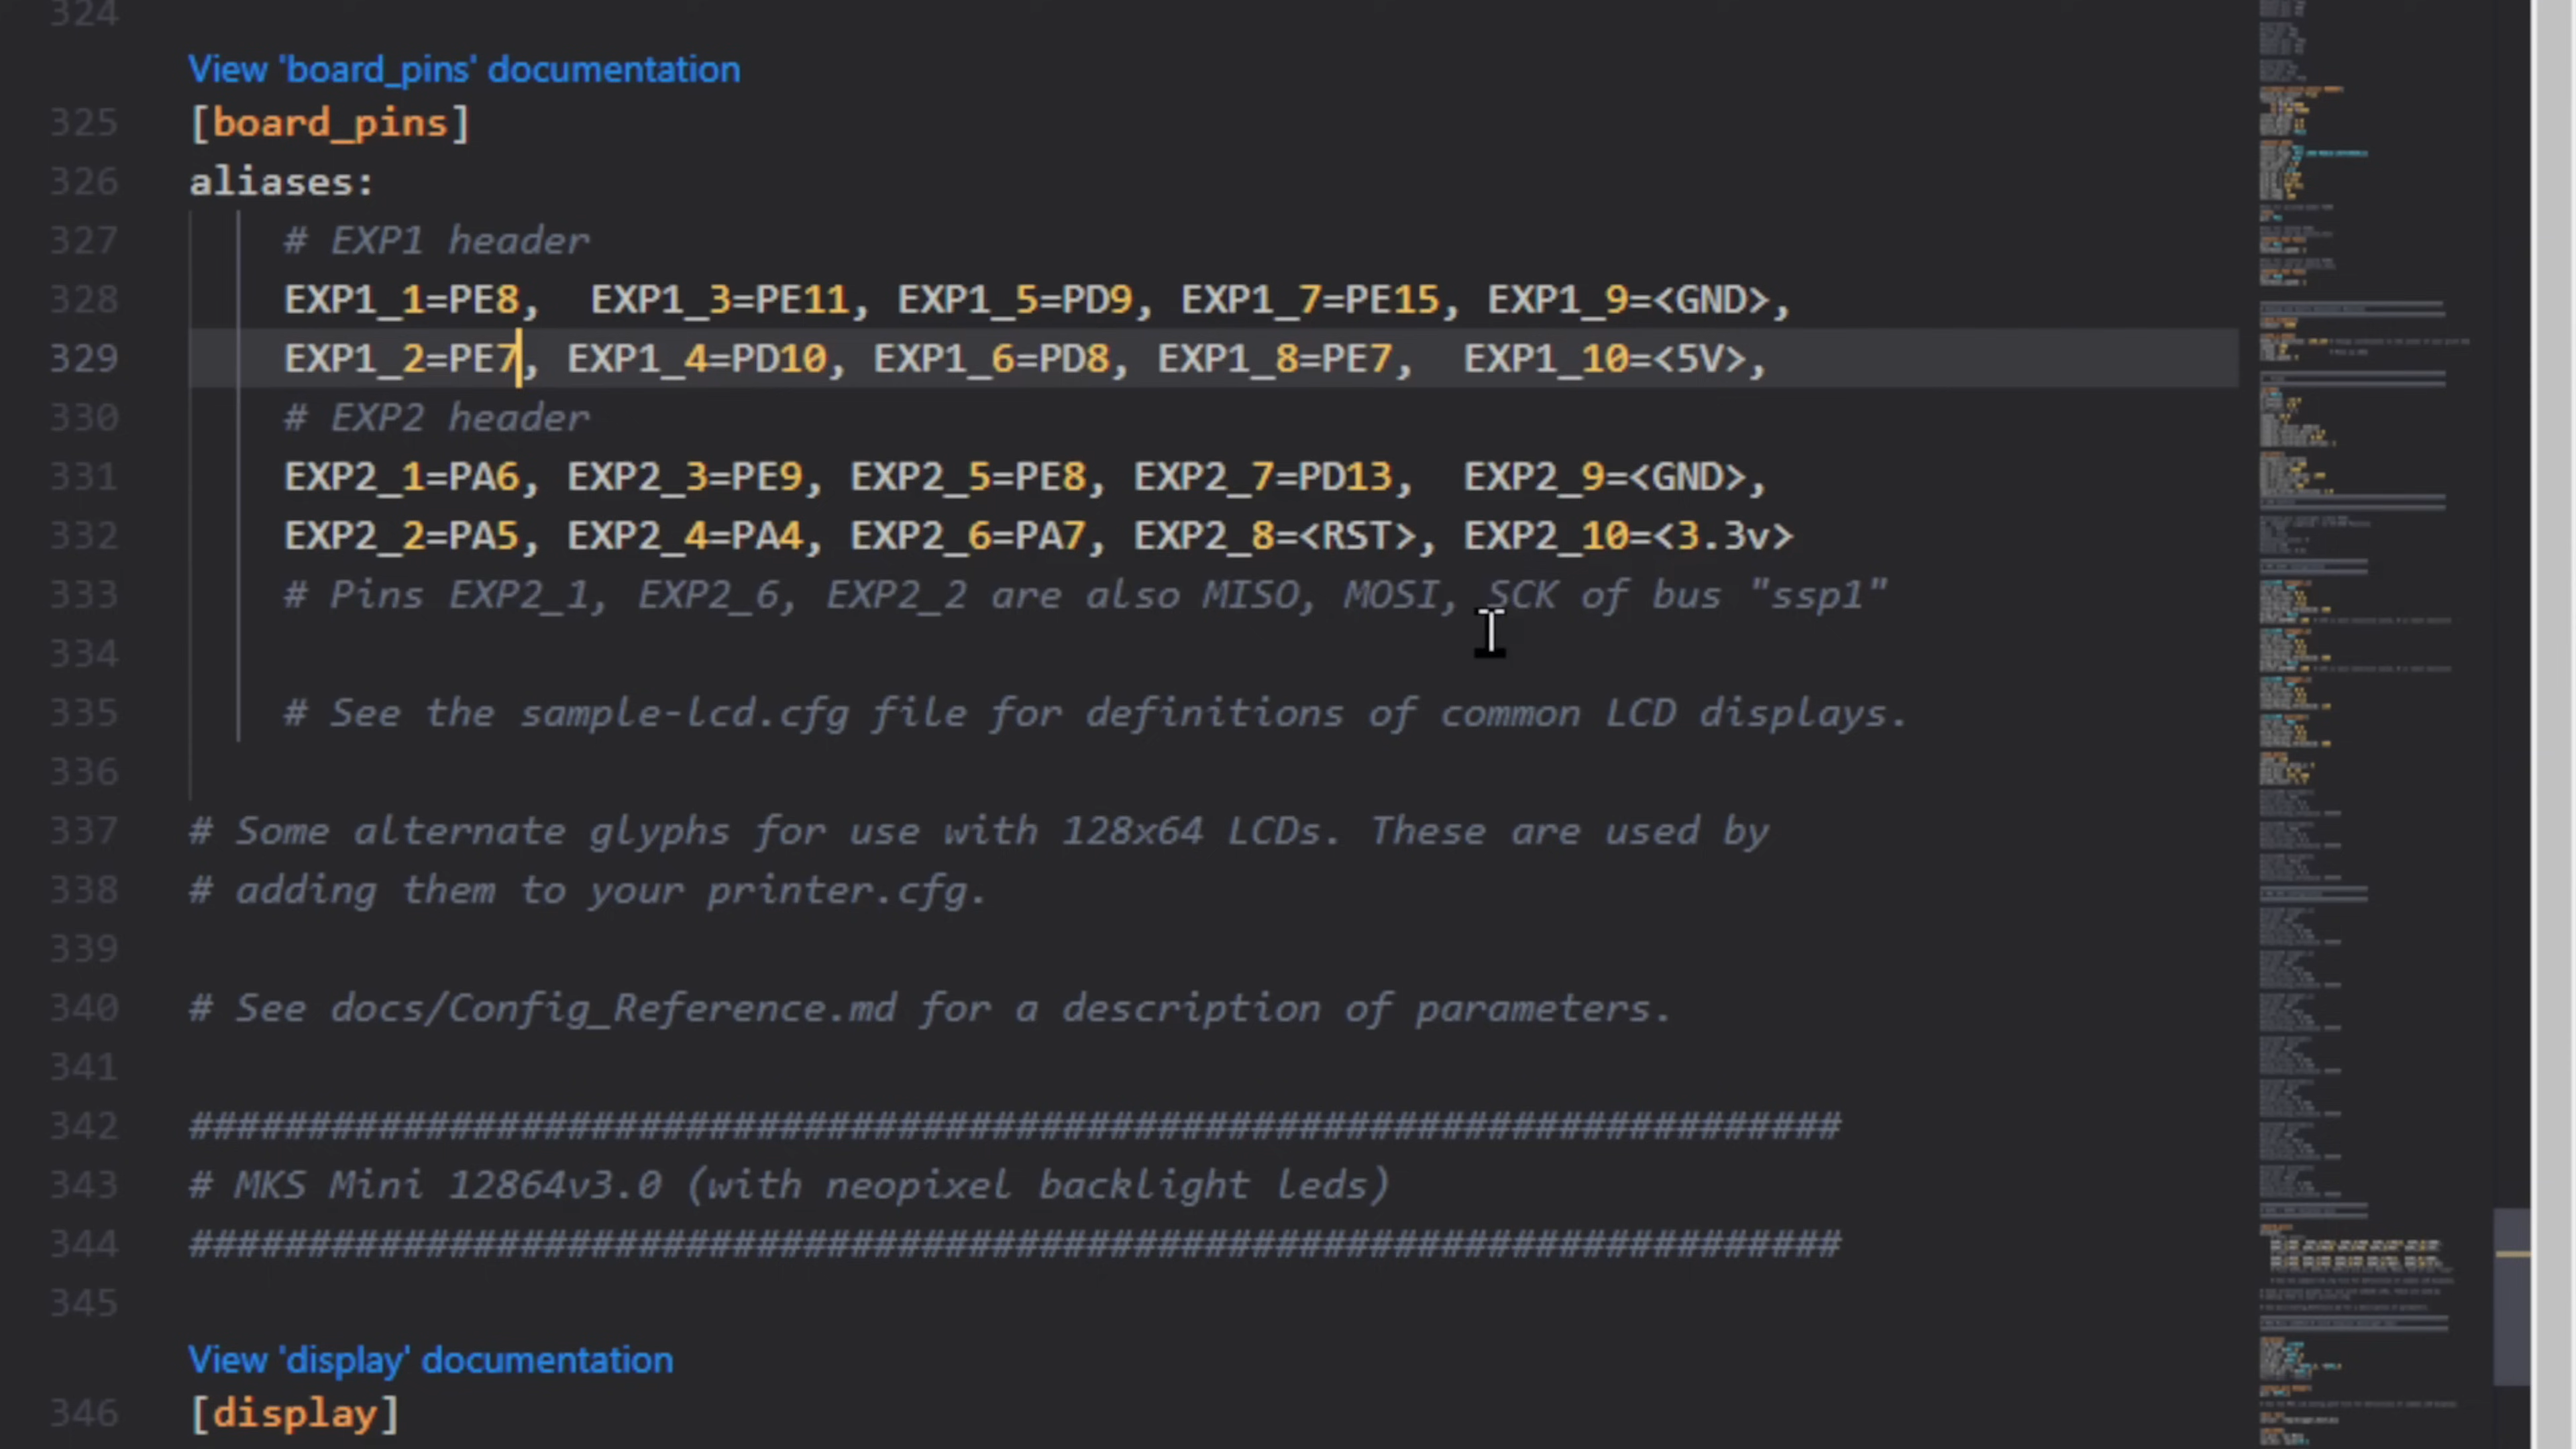 324
View 'board_pins' documentation
325 [board_pins]
326 aliases:
327 # EXP1 header
328 EXP1_1=PE8, EXP1_3=PE11, EXP1_5=PD9, EXP1_7=PE15, EXP1_9=<GND>,
329 EXP1_2=PE7, EXP1_4=PD10, EXP1_6=PD8, EXP1_8=PE7, EXP1_10=<5V>,
330 # EXP2 header
331 EXP2_1=PA6, EXP2_3=PE9, EXP2_5=PE8, EXP2_7=PD13, EXP2_9=<GND>,
332 EXP2_2=PA5, EXP2_4=PA4, EXP2_6=PA7, EXP2_8=<RST>, EXP2_10=<3.3v>
333 # Pins EXP2_1, EXP2_6, EXP2_2 are also MISO, MOSI, SCK of bus "ssp1"
334
335 # See the sample-lcd.cfg file for definitions of common LCD displays.
336
337 # Some alternate glyphs for use with 128x64 LCDs. These are used by
338 # adding them to your printer.cfg.
339
340 # See docs/Config_Reference.md for a description of parameters.
341
342 ######################################################################
343 # MKS Mini 12864v3.0 (with neopixel backlight leds)
344 ######################################################################
345
View 'display' documentation
346 [display]